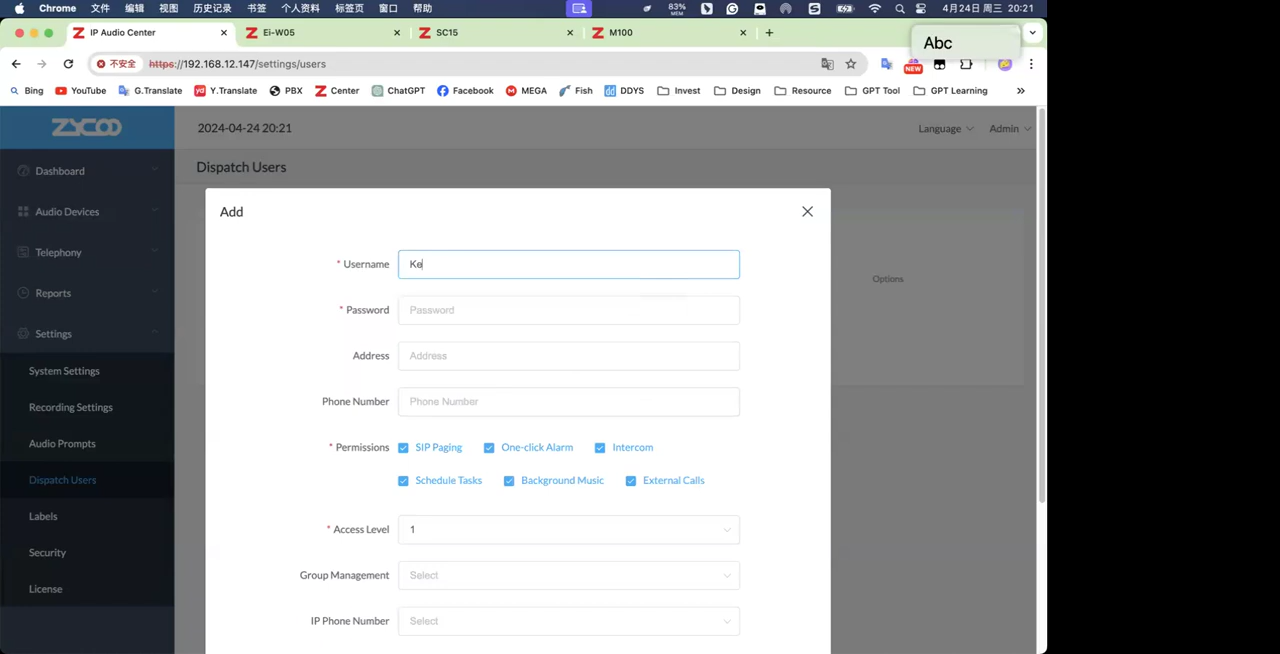 Chrome 文件 编辑 视图 历史记录 书签 个人资料 标签页 窗口 帮助 83% MEM 4月24日 周三 20:21
IP Audio Center Ei-W05 SC15 M100
Abc
不安全 https://192.168.12.147/settings/users NEW
Bing YouTube G.Translate Y.Translate PBX Center ChatGPT Facebook MEGA Fish DDYS Invest Design Resource GPT Tool GPT Learning
ZYCOO 2024-04-24 20:21 Language Admin
Dispatch Users
Dashboard
Audio Devices
Telephony
Reports
Settings
System Settings
Recording Settings
Audio Prompts
Dispatch Users
Labels
Security
License
Add
* Username Ke
Options
* Password Password
Address Address
Phone Number Phone Number
* Permissions SIP Paging One-click Alarm Intercom
Schedule Tasks Background Music External Calls
* Access Level 1
Group Management Select
IP Phone Number Select